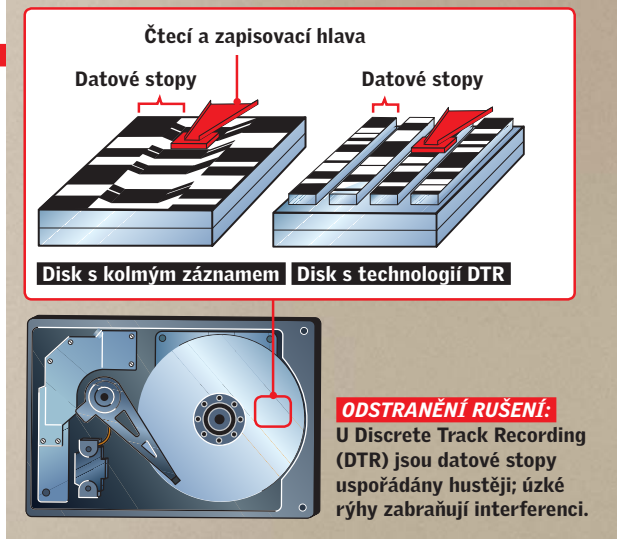 Čtecí a zapisovací hlava
Datové stopy
Datové stopy
Disk s kolmým záznamem
Disk s technologií DTR
ODSTRANĚNÍ RUŠENÍ:
U Discrete Track Recording
(DTR) jsou datové stopy
uspořádány hustěji; úzké
rýhy zabraňují interferenci.